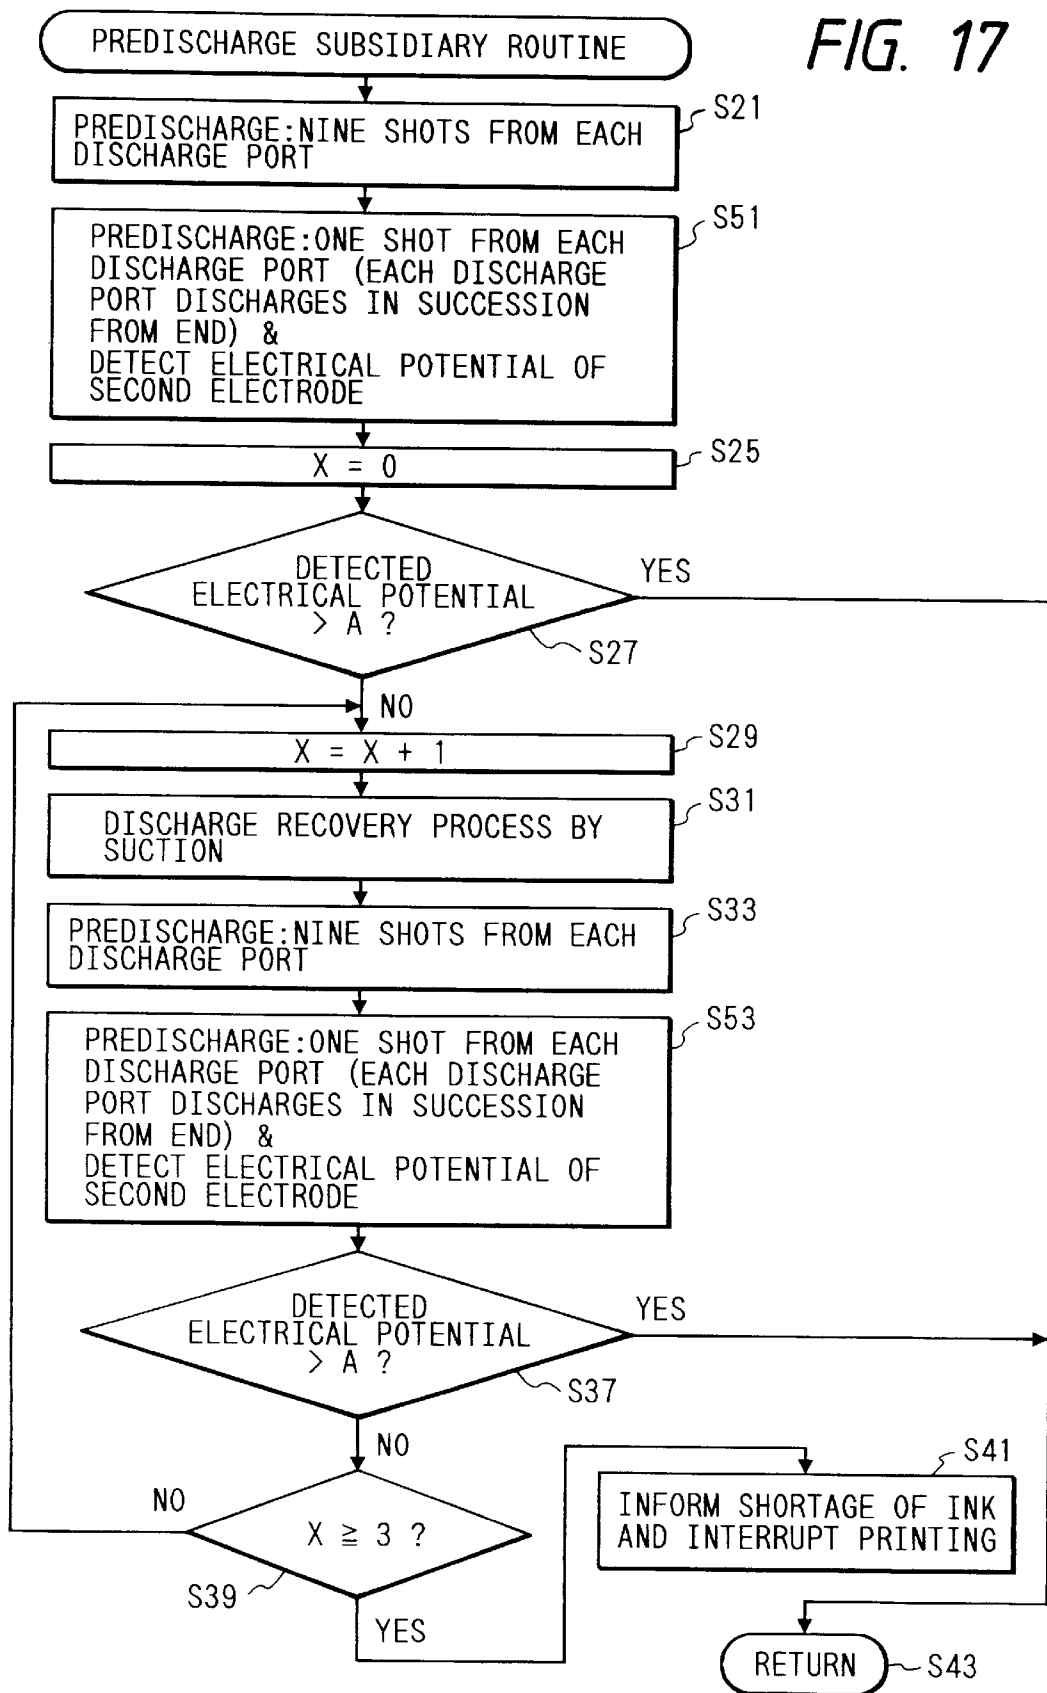 FIG. 17
PREDISCHARGE SUBSIDIARY ROUTINE
S21
PREDISCHARGE:NINE SHOTS FROM EACH
DISCHARGE PORT
S51
PREDISCHARGE:ONE SHOT FROM EACH
DISCHARGE PORT (EACH DISCHARGE
PORT DISCHARGES IN SUCCESSION
FROM END) &
DETECT ELECTRICAL POTENTIAL OF
SECOND ELECTRODE
S25
X = 0
DETECTED
ELECTRICAL POTENTIAL
> A ?
YES
S27
NO
S29
X = X + 1
S31
DISCHARGE RECOVERY PROCESS BY
SUCTION
S33
PREDISCHARGE:NINE SHOTS FROM EACH
DISCHARGE PORT
S53
PREDISCHARGE:ONE SHOT FROM EACH
DISCHARGE PORT (EACH DISCHARGE
PORT DISCHARGES IN SUCCESSION
FROM END) &
DETECT ELECTRICAL POTENTIAL OF
SECOND ELECTRODE
DETECTED
ELECTRICAL POTENTIAL
> A ?
YES
S37
NO
NO
X ≧ 3 ?
S39
YES
S41
INFORM SHORTAGE OF INK
AND INTERRUPT PRINTING
RETURN
S43